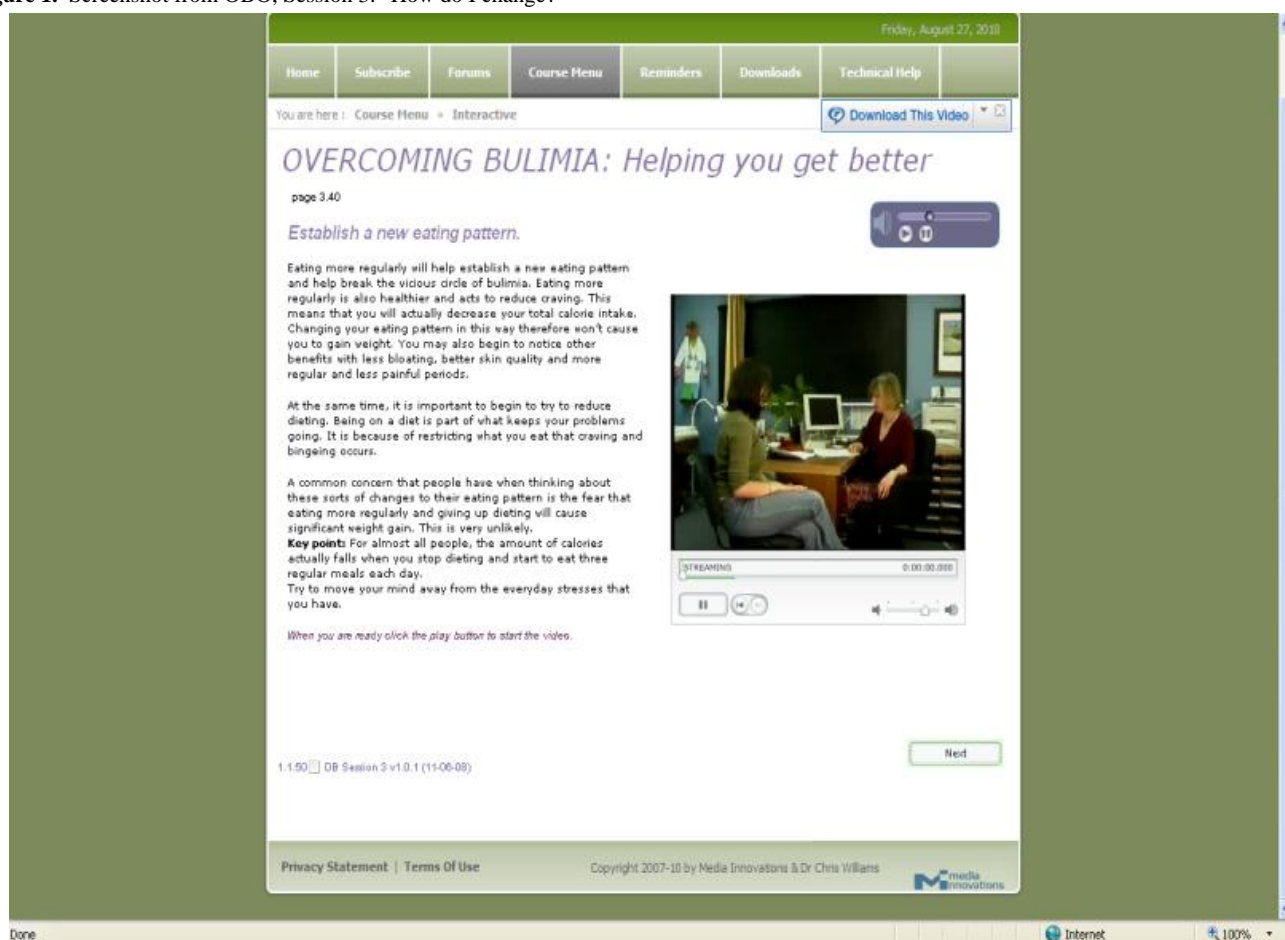 Figure 1. Screenshot from OBO, Session 3: "How do I change?"
Friday, August 27, 2010
Home Subscribe Forums Course Menu Reminders Downloads Technical Help
You are here : Course Menu » Interactive
Download This Video
OVERCOMING BULIMIA: Helping you get better
page 3.40
Establish a new eating pattern.
Eating more regularly will help establish a new eating pattern
and help break the vicious circle of bulimia. Eating more
regularly is also healthier and acts to reduce craving. This
means that you will actually decrease your total calorie intake.
Changing your eating pattern in this way therefore won't cause
you to gain weight. You may also begin to notice other
benefits with less bloating, better skin quality and more
regular and less painful periods.
At the same time, it is important to begin to try to reduce
dieting. Being on a diet is part of what keeps your problems
going. It is because of restricting what you eat that craving and
bingeing occurs.
A common concern that people have when thinking about
these sorts of changes to their eating pattern is the fear that
eating more regularly and giving up dieting will cause
significant weight gain. This is very unlikely.
Key point: For almost all people, the amount of calories
actually falls when you stop dieting and start to eat three
regular meals each day.
Try to move your mind away from the everyday stresses that
you have.
When you are ready click the play button to start the video.
STREAMING 0:00:00.000
Next
1.1.50 DB Session 3 v1.0.1 (11-06-08)
Privacy Statement | Terms Of Use
Copyright 2007-10 by Media Innovations & Dr Chris Williams
media innovations
Done
Internet
100%